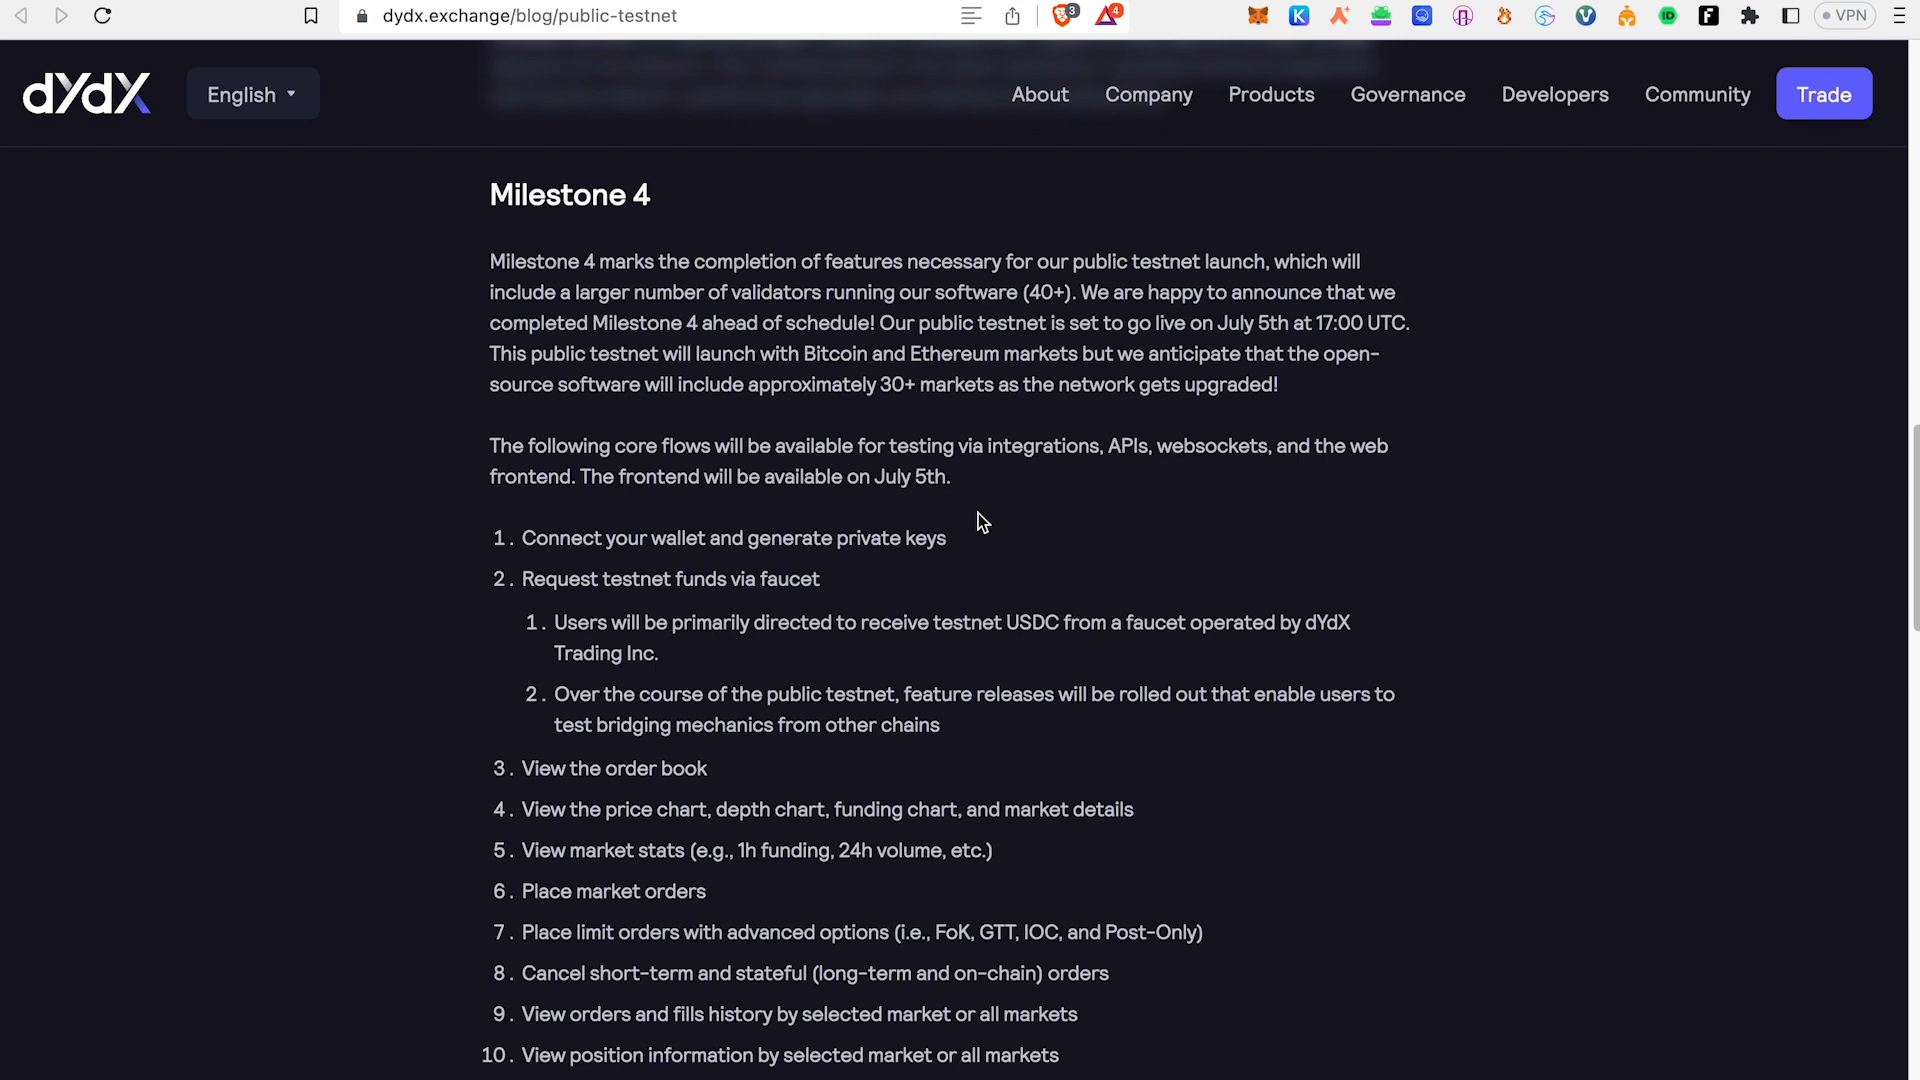 dydx.exchange/blog/public-testnet
3
4
K
ID
F
VPN
dYdX
English
About
Company
Products
Governance
Developers
Community
Trade
Milestone 4
Milestone 4 marks the completion of features necessary for our public testnet launch, which will
include a larger number of validators running our software (40+). We are happy to announce that we
completed Milestone 4 ahead of schedule! Our public testnet is set to go live on July 5th at 17:00 UTC.
This public testnet will launch with Bitcoin and Ethereum markets but we anticipate that the open-
source software will include approximately 30+ markets as the network gets upgraded!
The following core flows will be available for testing via integrations, APIs, websockets, and the web
frontend. The frontend will be available on July 5th.
1. Connect your wallet and generate private keys
2. Request testnet funds via faucet
1. Users will be primarily directed to receive testnet USDC from a faucet operated by dYdX
Trading Inc.
2. Over the course of the public testnet, feature releases will be rolled out that enable users to
test bridging mechanics from other chains
3. View the order book
4. View the price chart, depth chart, funding chart, and market details
5. View market stats (e.g., 1h funding, 24h volume, etc.)
6. Place market orders
7. Place limit orders with advanced options (i.e., FoK, GTT, IOC, and Post-Only)
8. Cancel short-term and stateful (long-term and on-chain) orders
9. View orders and fills history by selected market or all markets
10. View position information by selected market or all markets